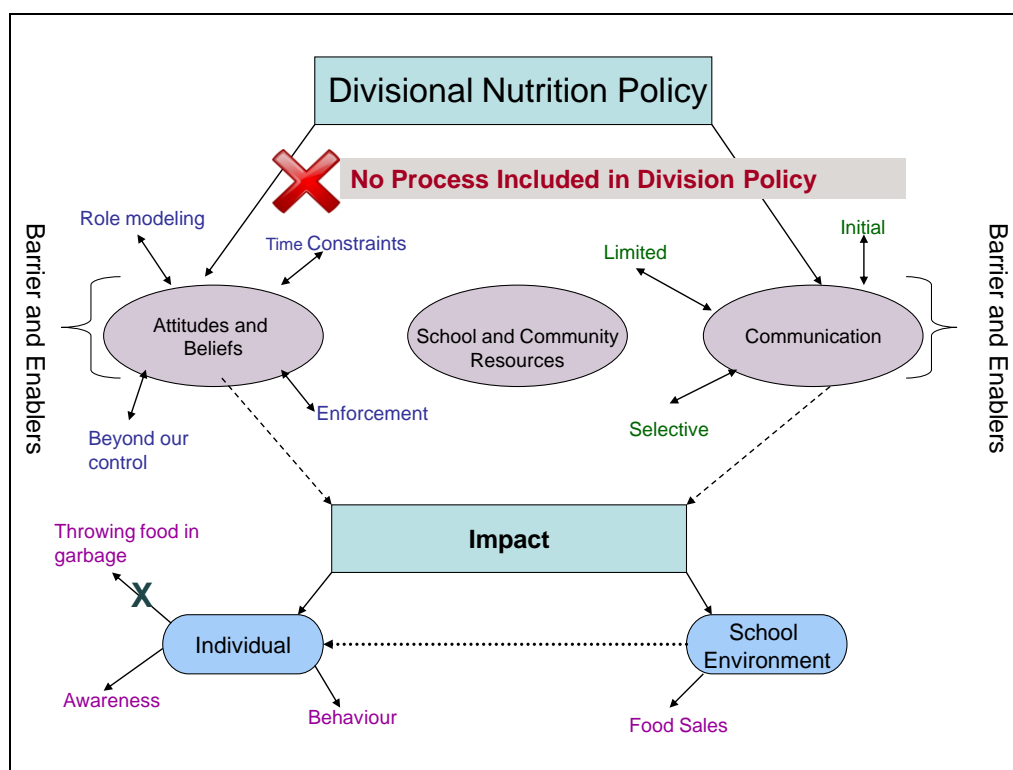 Divisional Nutrition Policy
No Process Included in Division Policy
Role modeling
Time Constraints
Limited
Initial
Barrier and Enablers
Attitudes and
Beliefs
School and Community
Resources
Communication
Barrier and Enablers
Beyond our
control
Enforcement
Selective
Impact
Throwing food in
garbage
X
Individual
School
Environment
Awareness
Behaviour
Food Sales